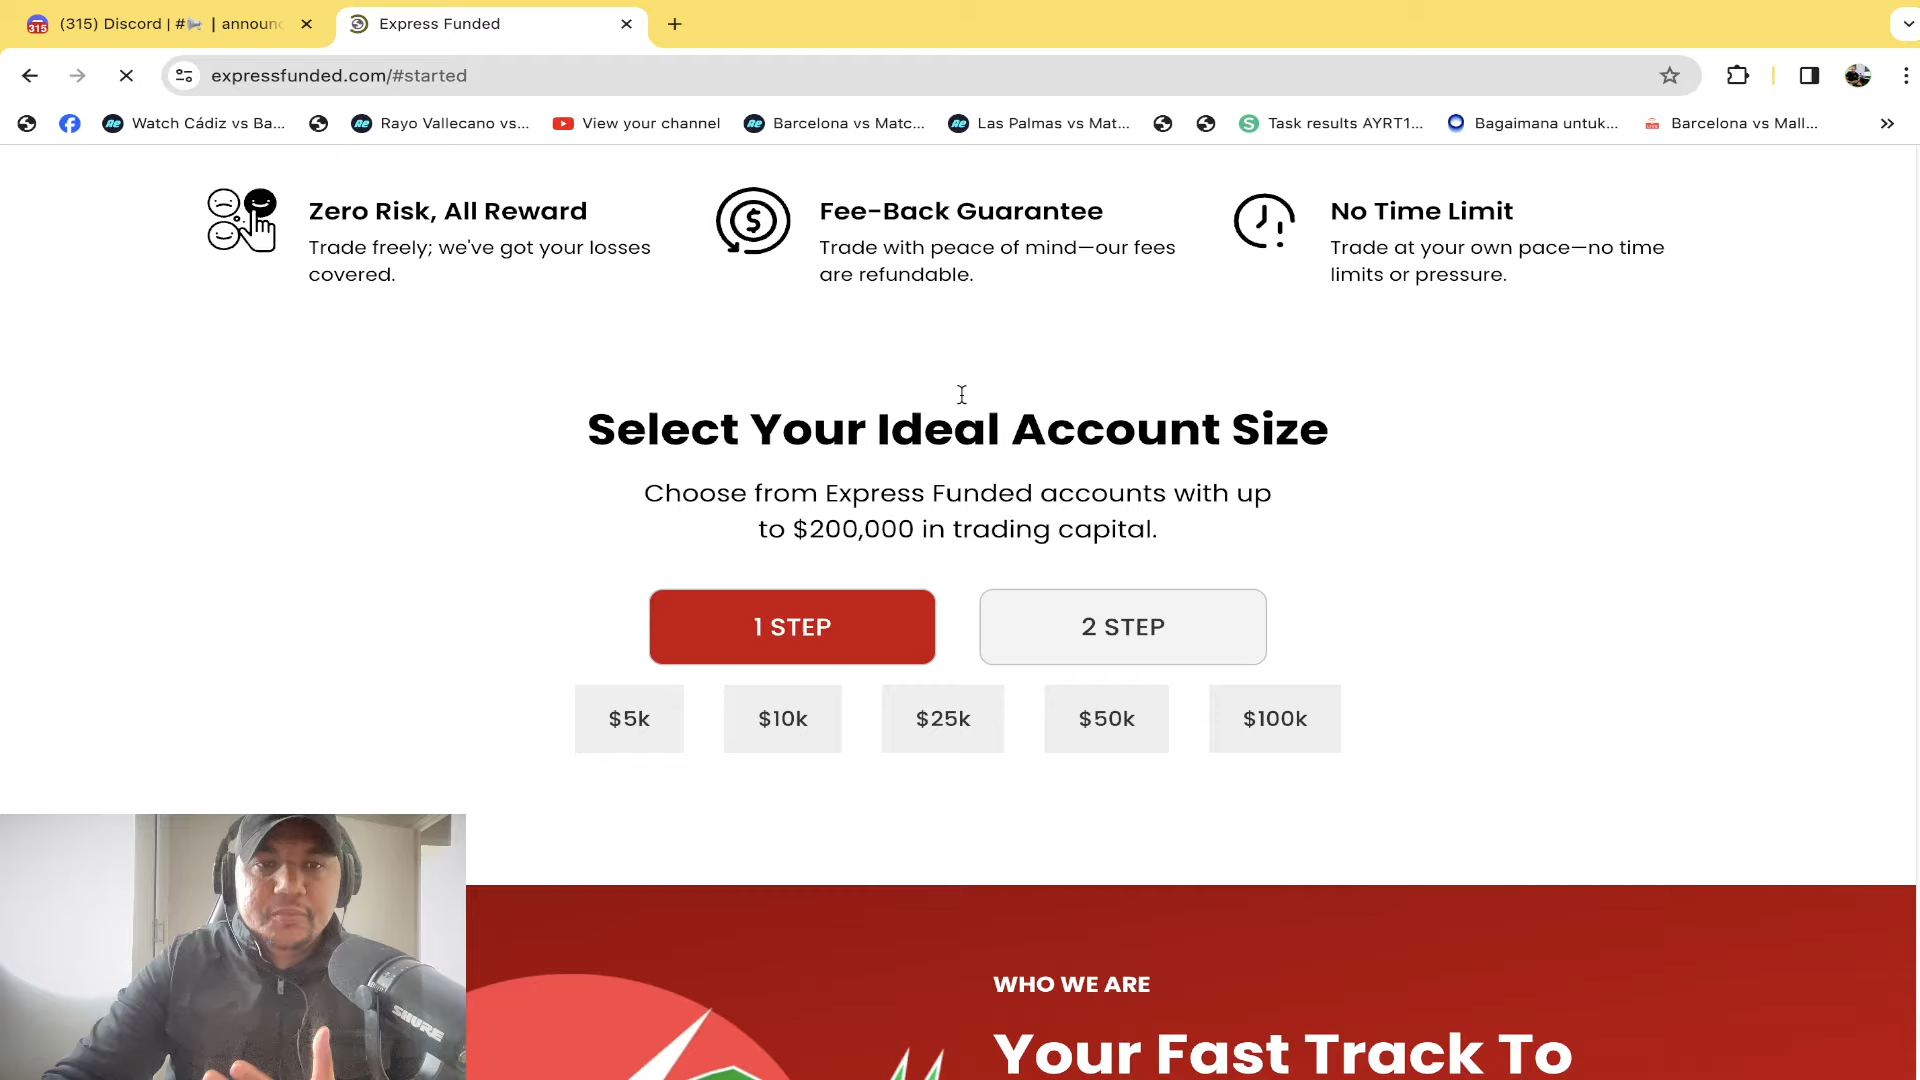 315
(315) Discord | # | announc
Express Funded
expressfunded.com/#started
Watch Cádiz vs Ba...
Rayo Vallecano vs...
View your channel
Barcelona vs Matc...
Las Palmas vs Mat...
Task results AYRT1...
Bagaimana untuk...
Barcelona vs Mall...
Zero Risk, All Reward
Trade freely; we've got your losses
covered.
Fee-Back Guarantee
Trade with peace of mind—our fees
are refundable.
No Time Limit
Trade at your own pace—no time
limits or pressure.
Select Your Ideal Account Size
Choose from Express Funded accounts with up
to $200,000 in trading capital.
1 STEP
2 STEP
$5k
$10k
$25k
$50k
$100k
SHURE
WHO WE ARE
Your Fast Track To